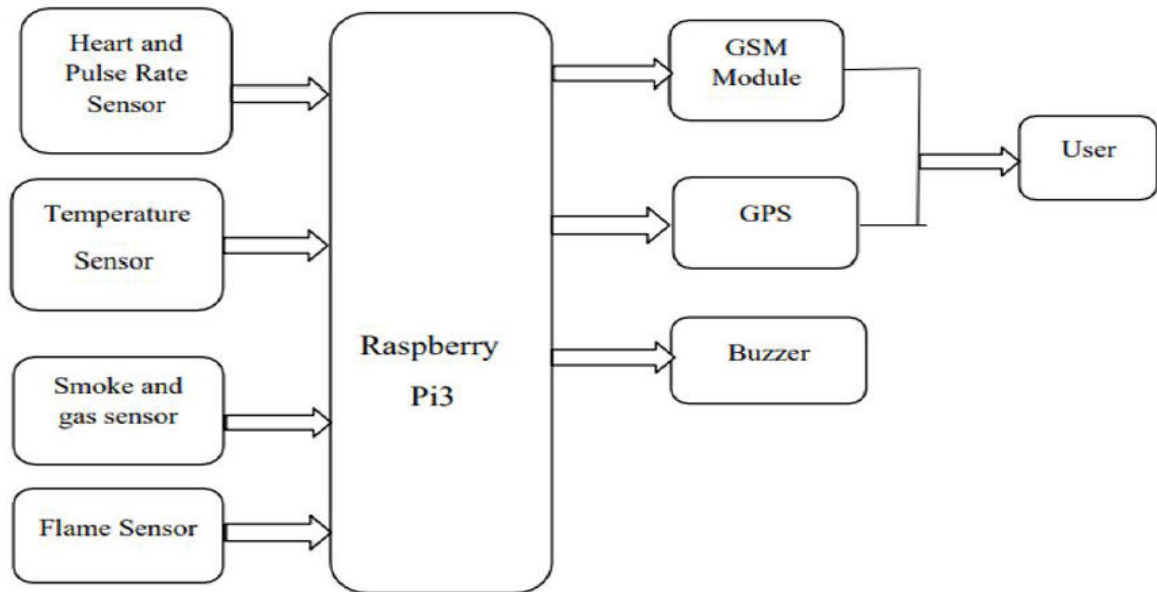 Heart and
Pulse Rate
Sensor
Temperature
Sensor
Smoke and
gas sensor
Flame Sensor
Raspberry
Pi3
GSM
Module
GPS
Buzzer
User